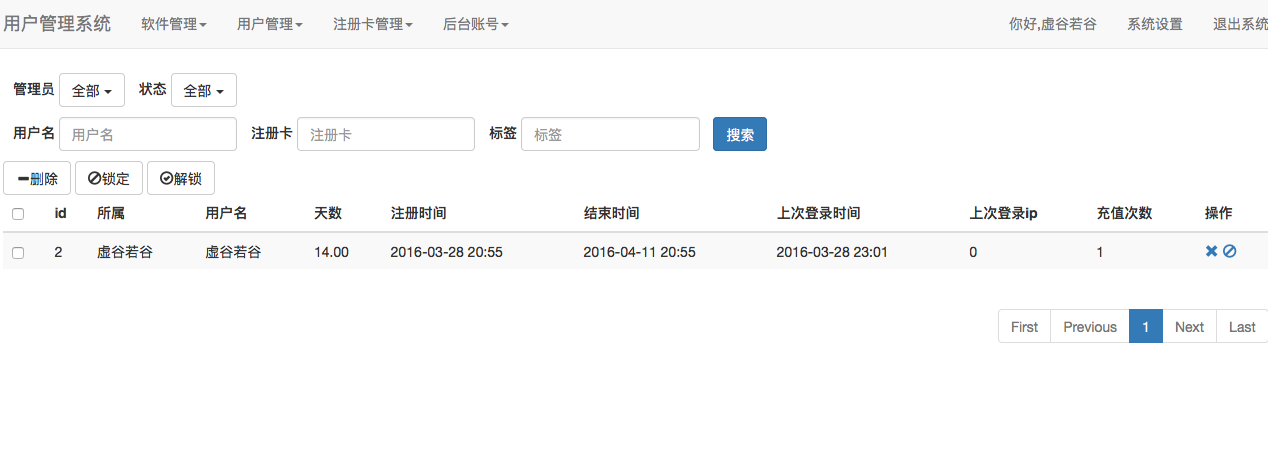 用户管理系统 软件管理 用户管理 注册卡管理 后台账号 你好,虚谷若谷 系统设置 退出系统
管理员 全部 状态 全部
用户名 用户名 注册卡 注册卡 标签 标签 搜索
删除 锁定 解锁
id 所属 用户名 天数 注册时间 结束时间 上次登录时间 上次登录ip 充值次数 操作
2 虚谷若谷 虚谷若谷 14.00 2016-03-28 20:55 2016-04-11 20:55 2016-03-28 23:01 0 1
First Previous 1 Next Last